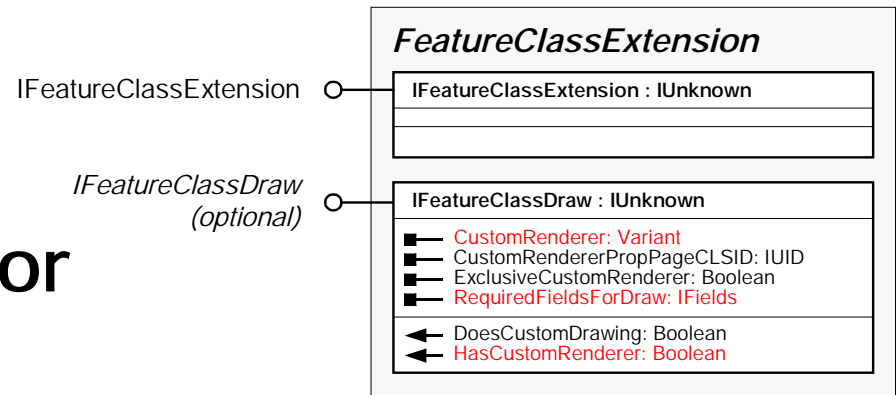 FeatureClassExtension
IFeatureClassExtension
IFeatureClassExtension : IUnknown
IFeatureClassDraw
(optional)
IFeatureClassDraw : IUnknown
CustomRenderer: Variant
CustomRendererPropPageCLSID: IUID
ExclusiveCustomRenderer: Boolean
RequiredFieldsForDraw: IFields
DoesCustomDrawing: Boolean
HasCustomRenderer: Boolean
or